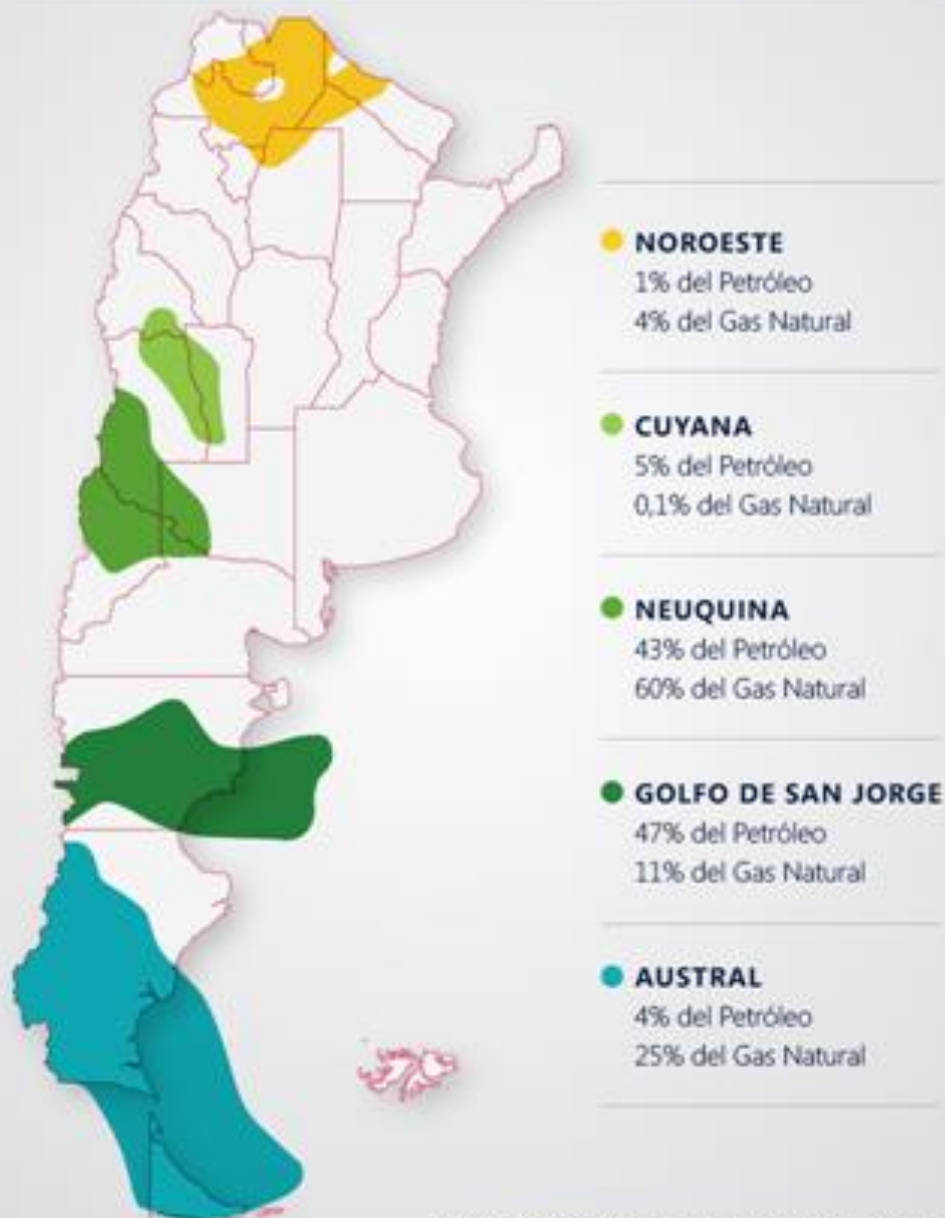 NOROESTE
1% del Petróleo
4% del Gas Natural
CUYANA
5% del Petróleo
0,1% del Gas Natural
NEUQUINA
43% del Petróleo
60% del Gas Natural
GOLFO DE SAN JORGE
47% del Petróleo
11% del Gas Natural
AUSTRAL
4% del Petróleo
25% del Gas Natural